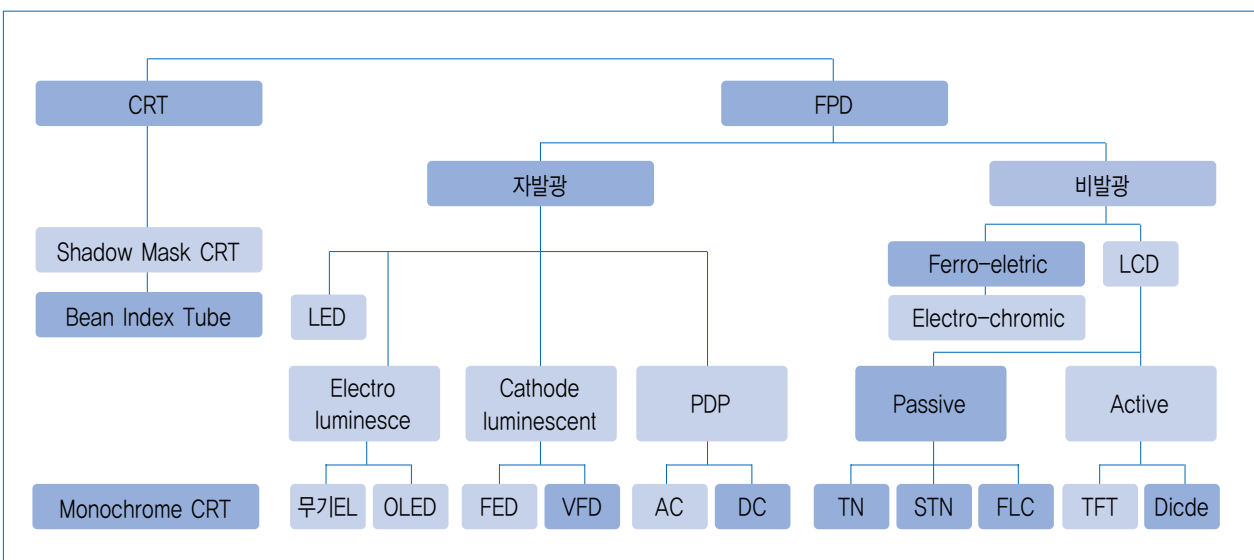 CRT
FPD
자발광
비발광
Shadow Mask CRT
Ferro-eletric
LCD
Bean Index Tube
LED
Electro-chromic
Electro
luminesce
Cathode
luminescent
PDP
Passive
Active
Monochrome CRT
무기EL
OLED
FED
VFD
AC
DC
TN
STN
FLC
TFT
Dicde